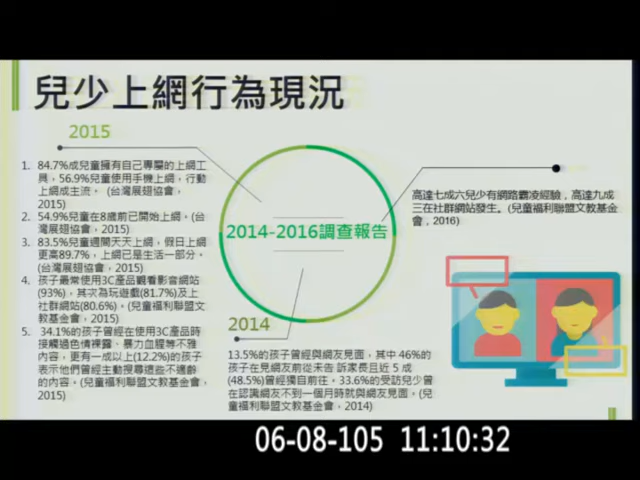 兒少上網行為現況
2015
1. 84.7%成兒童擁有自己專屬的上網工
具，56.9%兒童使用手機上網，行動
上網成主流。 (台灣展翅協會，
2015)
2. 54.9%兒童在8歲前已開始上網。(台
灣展翅協會，2015)
3. 83.5%兒童週間天天上網，假日上網
更高89.7%，上網已是生活一部分。
(台灣展翅協會，2015)
4. 孩子最常使用3C產品觀看影音網站
(93%)，其次為玩遊戲(81.7%)及上
社群網站(80.6%)。(兒童福利聯盟文
教基金會，2015)
5. 34.1%的孩子曾經在使用3C產品時
接觸過色情裸露、暴力血腥等不雅
內容，更有一成以上(12.2%)的孩子
表示他們曾經主動搜尋這些不適齡
的內容。(兒童福利聯盟文教基金會，
2015)
2014-2016調查報告
高達七成六兒少有網路霸凌經驗，高達九成
三在社群網站發生。(兒童福利聯盟文教基金
會，2016)
2014
13.5%的孩子曾經與網友見面，其中 46%的
孩子在見網友前從未告 訴家長且近 5 成
(48.5%)曾經獨自前往。33.6%的受訪兒少曾
在認識網友不到一個月時就與網友見面。(兒
童福利聯盟文教基金會，2014)
06-08-105 11:10:32